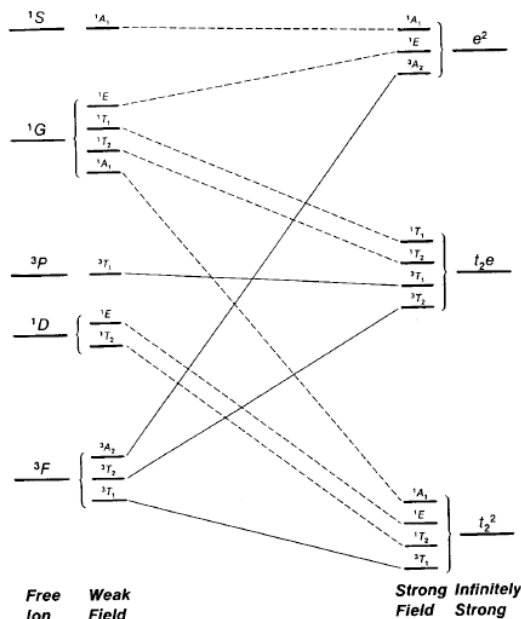 ¹S ¹A₁ ¹A₁
¹E e²
³A₂
¹E
¹G ¹T₁
¹T₂
¹A₁
¹T₁
¹T₂
³P ³T₁ ³T₁ t₂e
³T₂
¹E
¹D ¹T₂
³A₂
³F ³T₂
³T₁ ¹A₁
¹E t₂²
¹T₂
³T₁
Free Weak Strong Infinitely
Ion Field Field Strong